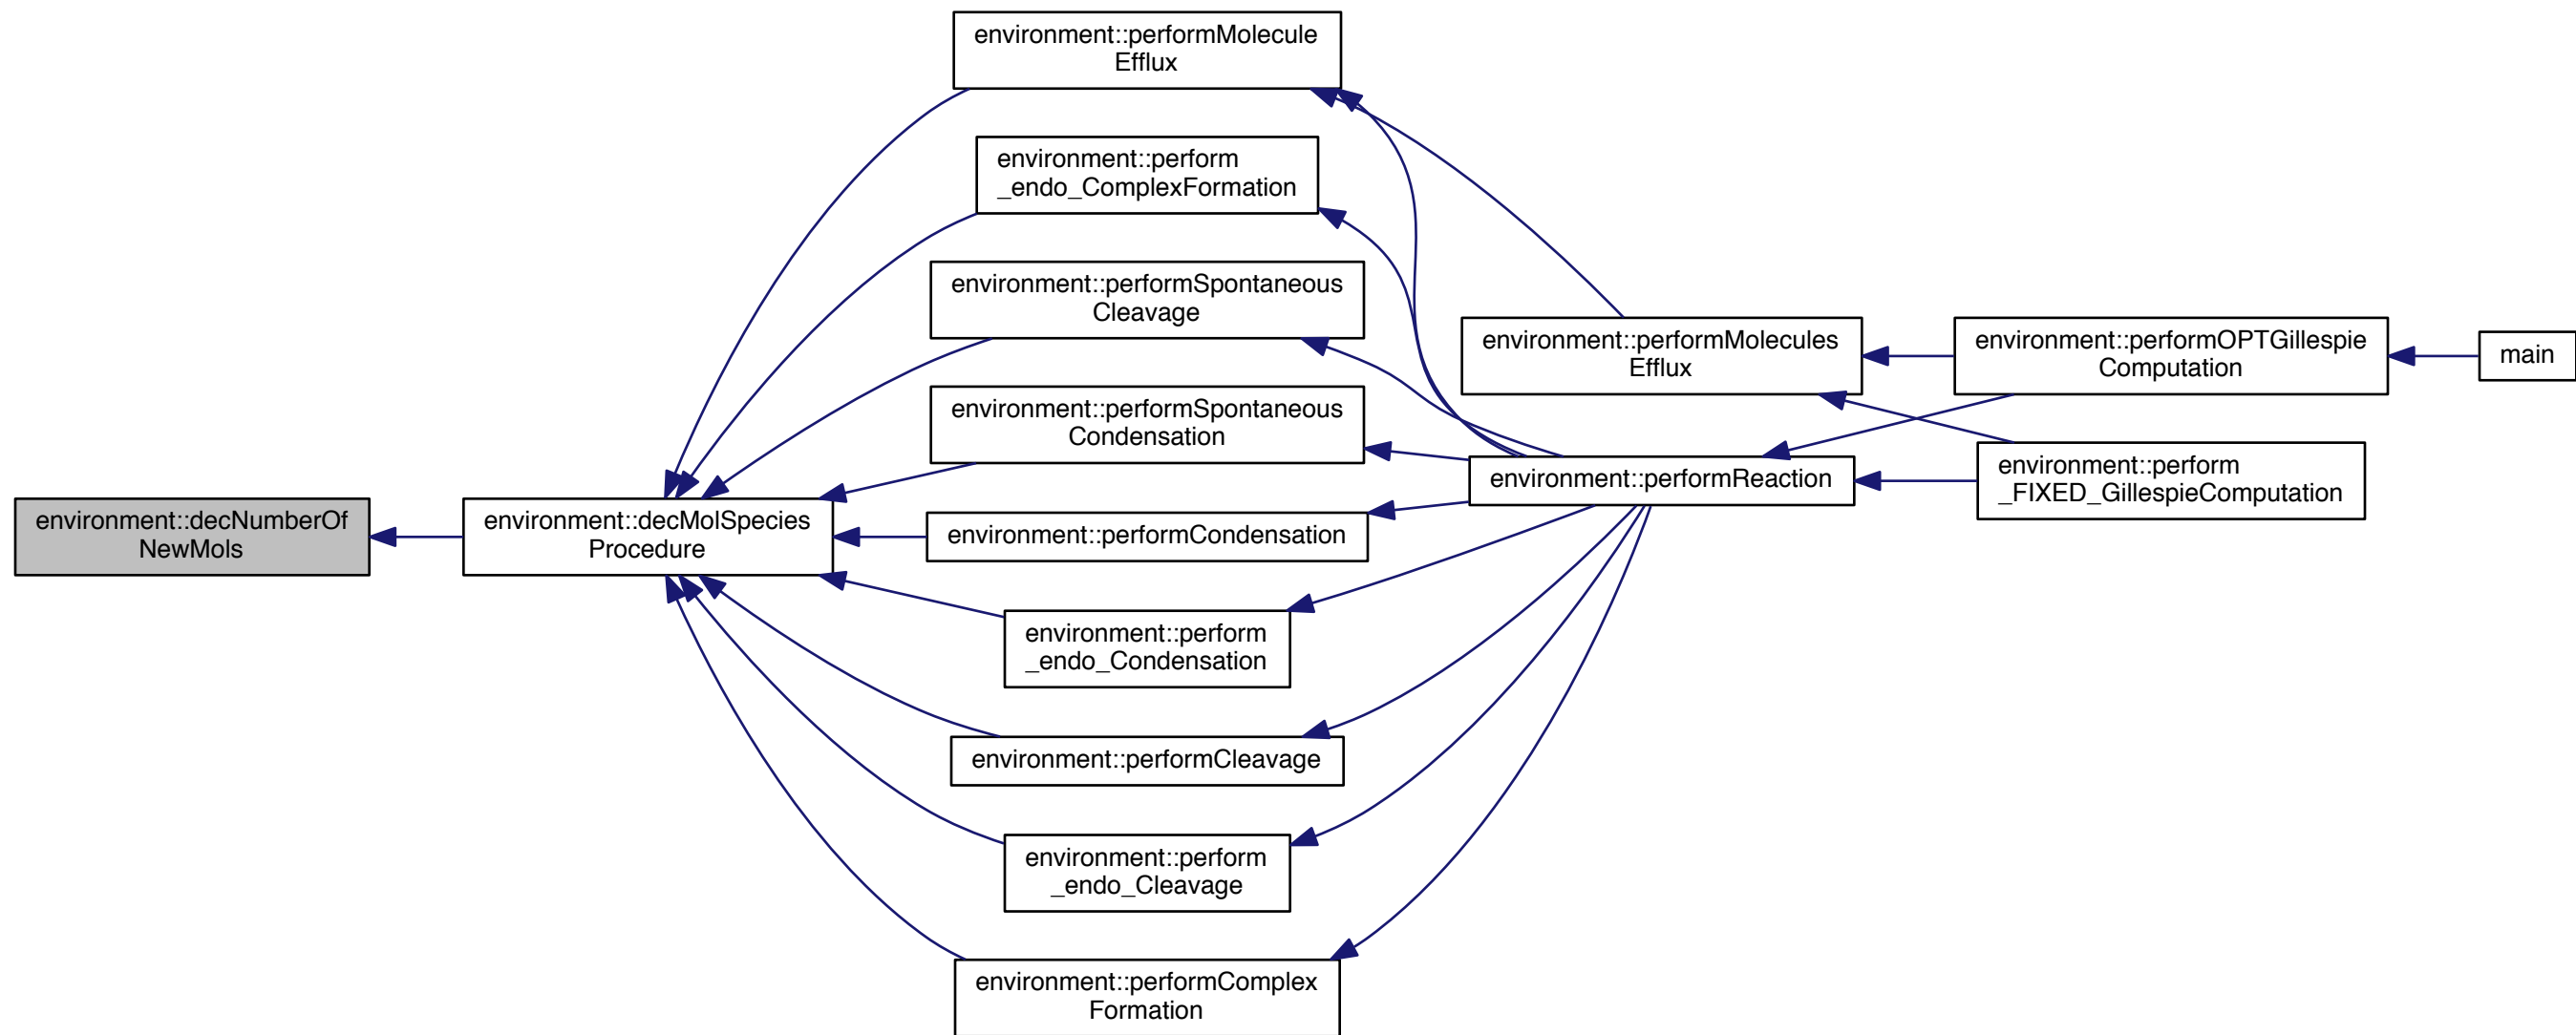 environment::performMolecule
Efflux
environment::perform
_endo_ComplexFormation
environment::performSpontaneous
Cleavage
environment::performSpontaneous
Condensation
environment::decNumberOf
NewMols
environment::decMolSpecies
Procedure
environment::performCondensation
environment::perform
_endo_Condensation
environment::performCleavage
environment::perform
_endo_Cleavage
environment::performComplex
Formation
environment::performMolecules
Efflux
environment::performReaction
environment::performOPTGillespie
Computation
environment::perform
_FIXED_GillespieComputation
main